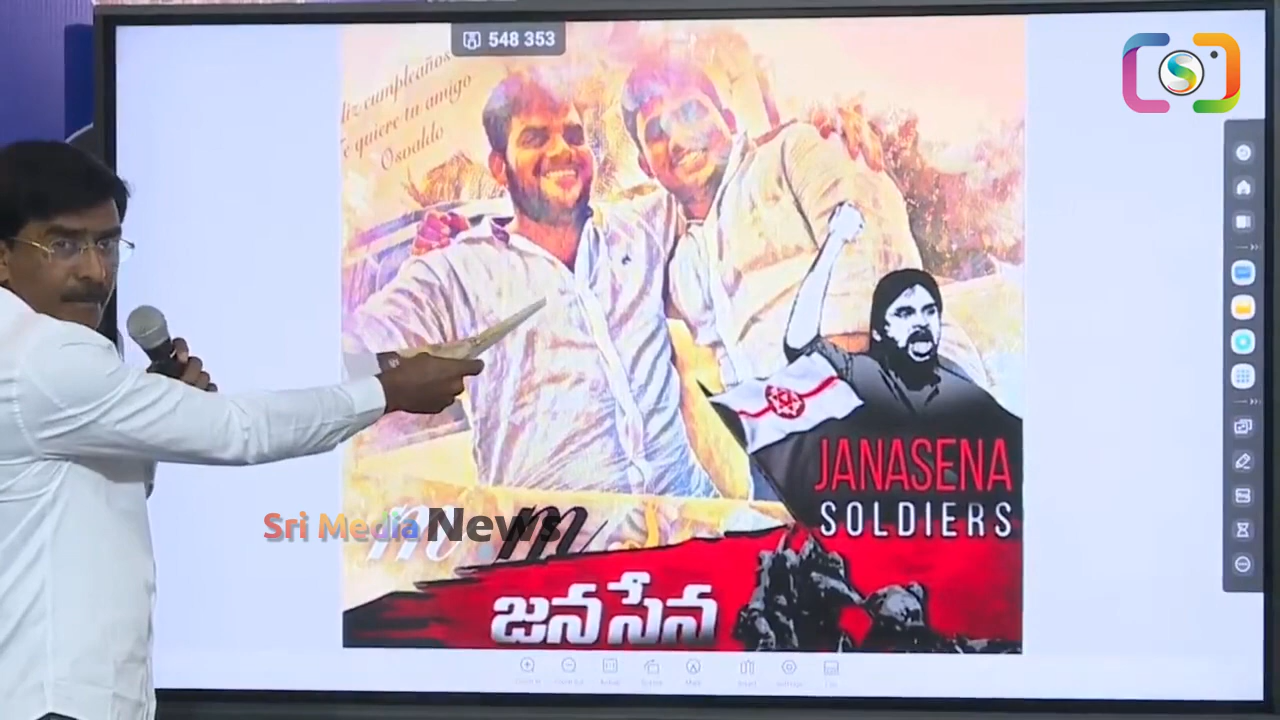 548 353
liz cumpleaños
Te quiere tu amigo
Osvaldo
JANASENA
SOLDIERS
Sri Media News
జనసేన